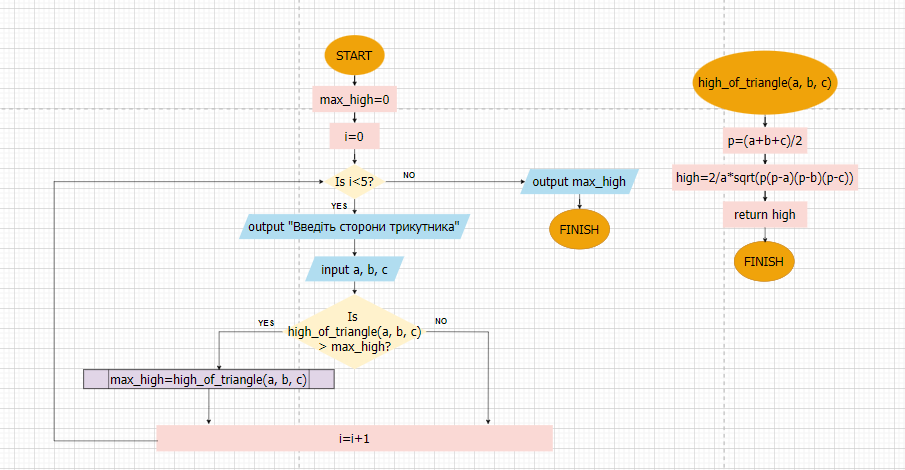 START
max_high=0
i=0
Is i<5?
NO
output max_high
FINISH
YES
output "Введіть сторони трикутника"
input a, b, c
Is
high_of_triangle(a, b, c)
> max_high?
YES
NO
max_high=high_of_triangle(a, b, c)
i=i+1
high_of_triangle(a, b, c)
p=(a+b+c)/2
high=2/a*sqrt(p(p-a)(p-b)(p-c))
return high
FINISH